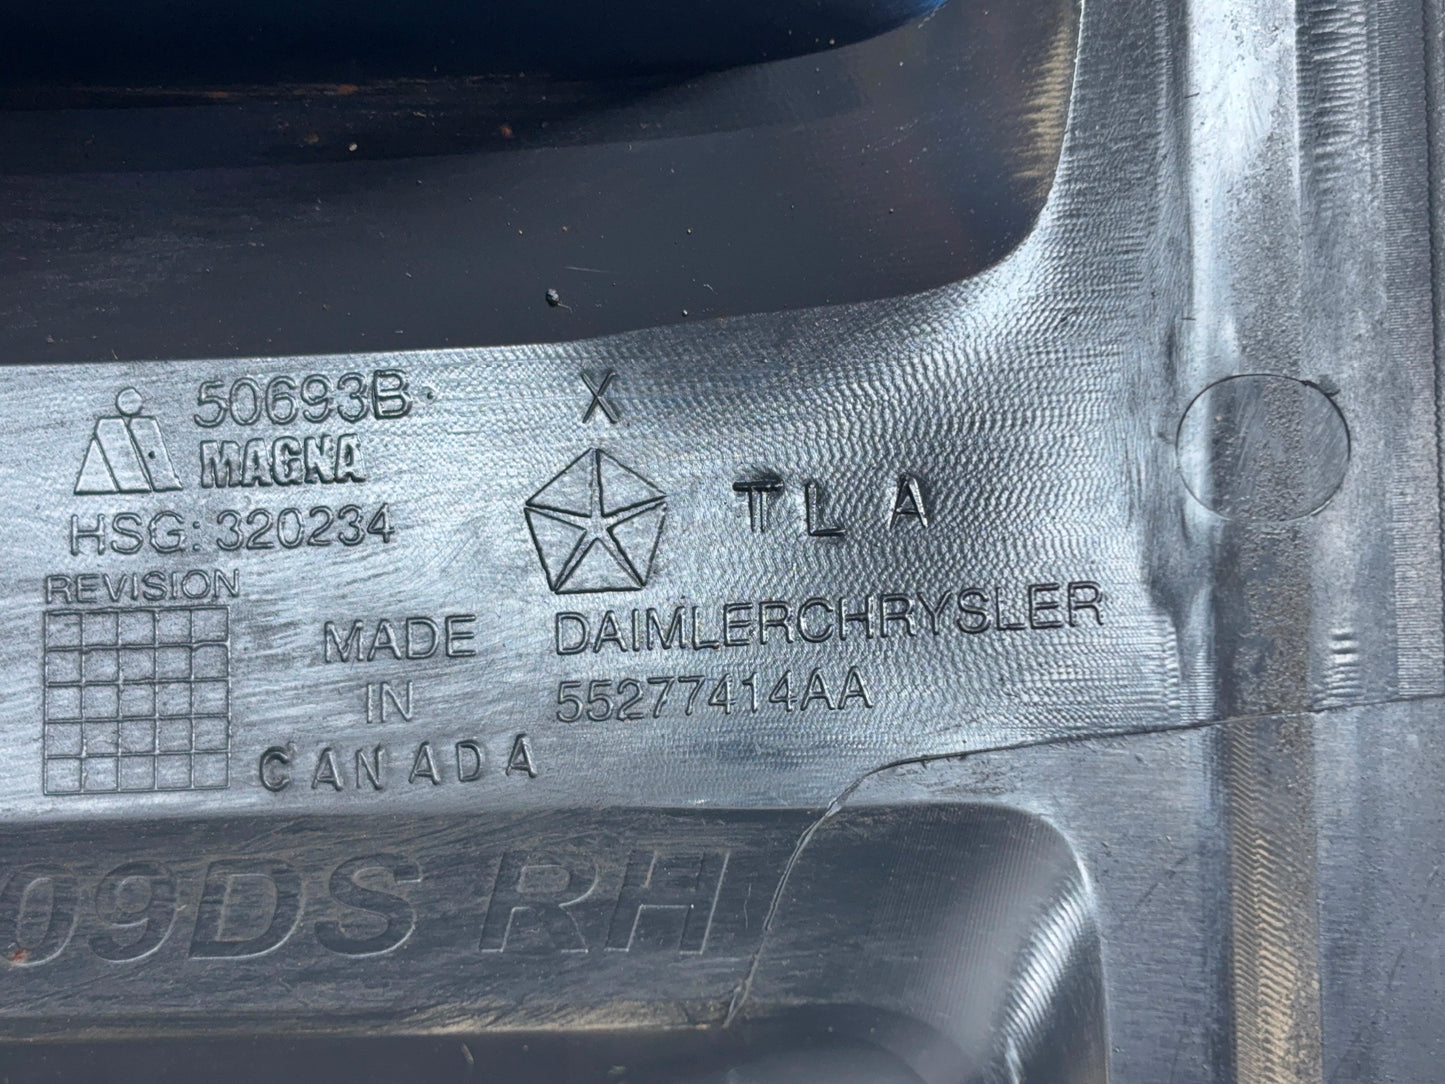 50693B
MAGNA
HSG: 320234
REVISION
X
TLA
MADE
IN
CANADA
DAIMLERCHRYSLER
55277414AA
09DS RH